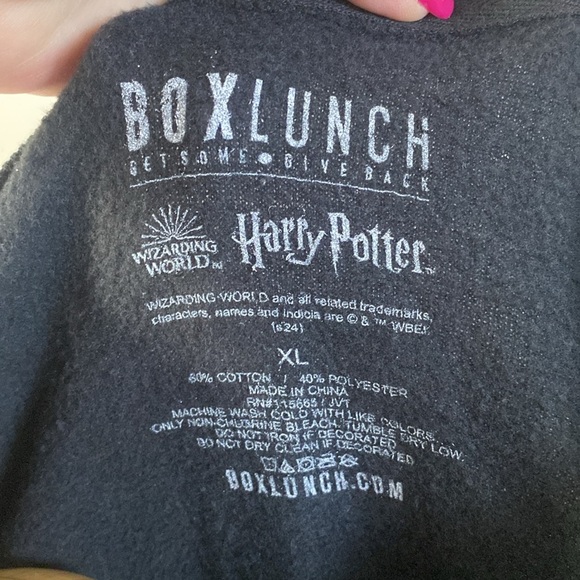 BOXLUNCH
GET SOME • GIVE BACK
WIZARDING
WORLD™
Harry Potter™
WIZARDING WORLD and all related trademarks,
characters, names and indicia are © & ™ WBEI.
(s24)
XL
60% COTTON / 40% POLYESTER
MADE IN CHINA
RN#115665 / JVT
MACHINE WASH COLD WITH LIKE COLORS.
ONLY NON-CHLORINE BLEACH. TUMBLE DRY LOW.
DO NOT IRON IF DECORATED.
DO NOT DRY CLEAN IF DECORATED
BOXLUNCH.COM